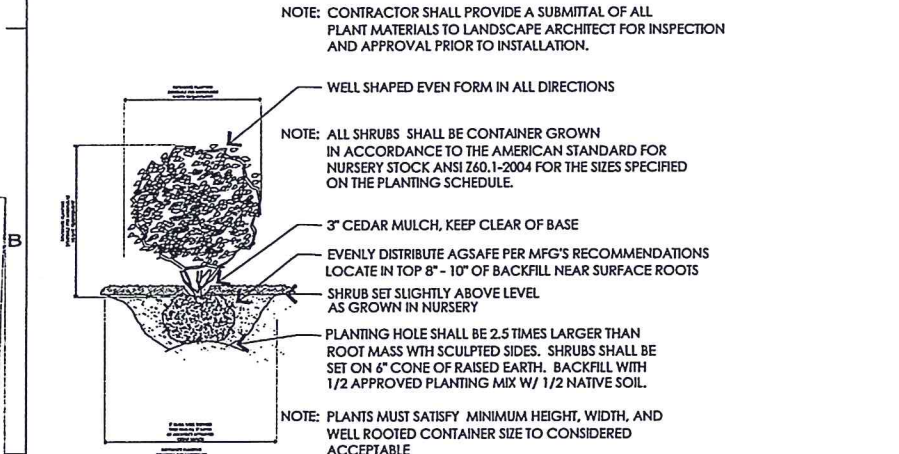 NOTE: CONTRACTOR SHALL PROVIDE A SUBMITTAL OF ALL
PLANT MATERIALS TO LANDSCAPE ARCHITECT FOR INSPECTION
AND APPROVAL PRIOR TO INSTALLATION.
WELL SHAPED EVEN FORM IN ALL DIRECTIONS
NOTE: ALL SHRUBS SHALL BE CONTAINER GROWN
IN ACCORDANCE TO THE AMERICAN STANDARD FOR
NURSERY STOCK ANSI Z60.1-2004 FOR THE SIZES SPECIFIED
ON THE PLANTING SCHEDULE.
3" CEDAR MULCH, KEEP CLEAR OF BASE
B
EVENLY DISTRIBUTE AGSAFE PER MFG'S RECOMMENDATIONS
LOCATE IN TOP 8" - 10" OF BACKFILL NEAR SURFACE ROOTS
SHRUB SET SLIGHTLY ABOVE LEVEL
AS GROWN IN NURSERY
PLANTING HOLE SHALL BE 2.5 TIMES LARGER THAN
ROOT MASS WTH SCULPTED SIDES. SHRUBS SHALL BE
SET ON 6" CONE OF RAISED EARTH. BACKFILL WITH
1/2 APPROVED PLANTING MIX W/ 1/2 NATIVE SOIL.
NOTE: PLANTS MUST SATISFY MINIMUM HEIGHT, WIDTH, AND
WELL ROOTED CONTAINER SIZE TO CONSIDERED
ACCEPTABLE